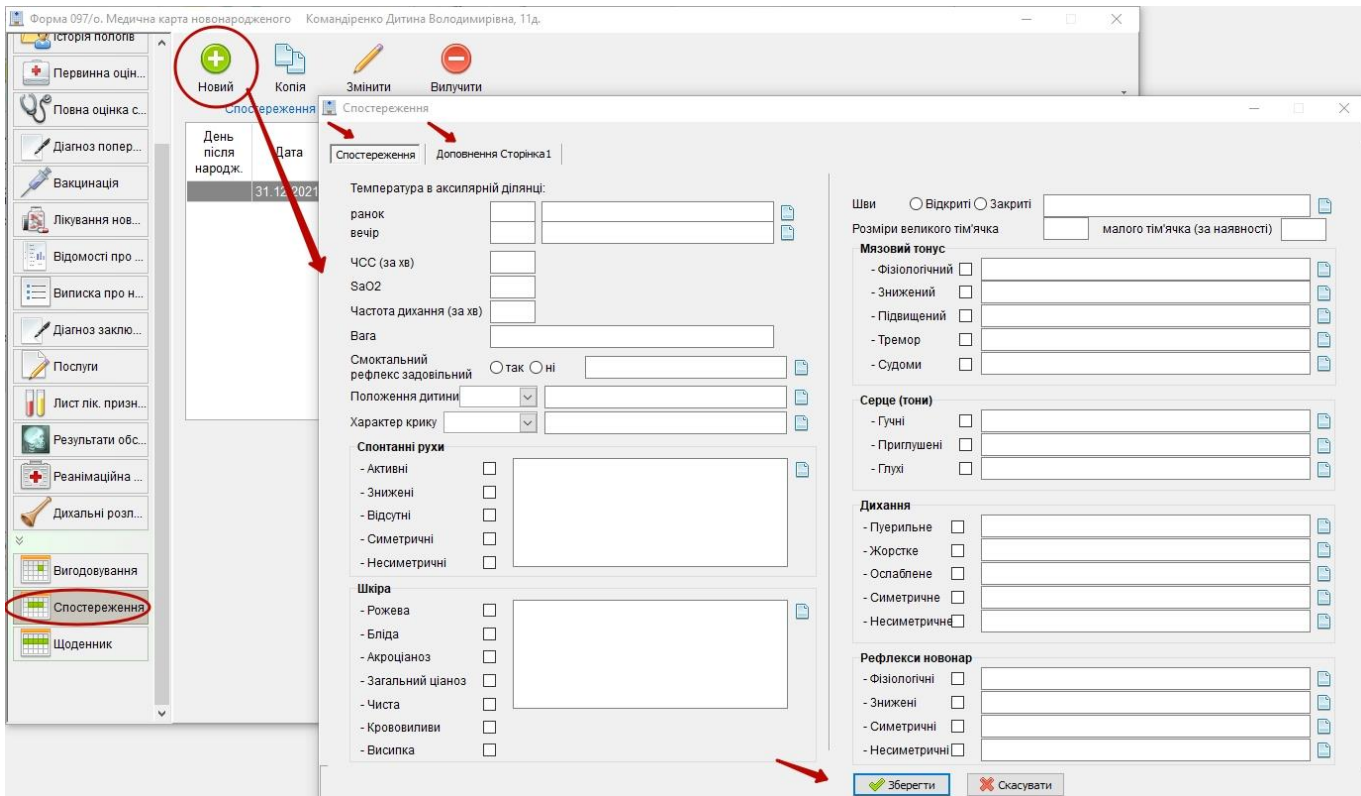 Форма 097/о. Медична карта новонародженого Командіренко Дитина Володимирівна, 11д.
Історія пологів
Первинна оцін...
Повна оцінка с...
Діагноз попер...
Вакцинація
Лікування нов...
Відомості про ...
Виписка про н...
Діагноз заклю...
Послуги
Лист лік. призн...
Результати обс...
Реанімаційна ...
Дихальні розл...
Вигодовування
Спостереження
Щоденник
Новий Копія Змінити Вилучити
Спостереження
День після народж. Дата
31.12.2021
Спостереження
Спостереження Доповнення Сторінка1
Температура в аксилярній ділянці:
ранок
вечір
ЧСС (за хв)
SaO2
Частота дихання (за хв)
Вага
Смоктальний
рефлекс задовільний так ні
Положення дитини
Характер крику
Спонтанні рухи
- Активні
- Знижені
- Відсутні
- Симетричні
- Несиметричні
Шкіра
- Рожева
- Бліда
- Акроціаноз
- Загальний ціаноз
- Чиста
- Крововиливи
- Висипка
Шви Відкриті Закриті
Розміри великого тім'ячка малого тім'ячка (за наявності)
Мязовий тонус
- Фізіологічний
- Знижений
- Підвищений
- Тремор
- Судоми
Серце (тони)
- Гучні
- Приглушені
- Глухі
Дихання
- Пуерильне
- Жорстке
- Ослаблене
- Симетричне
- Несиметричне
Рефлекси новонар
- Фізіологічні
- Знижені
- Симетричні
- Несиметричні
Зберегти Скасувати